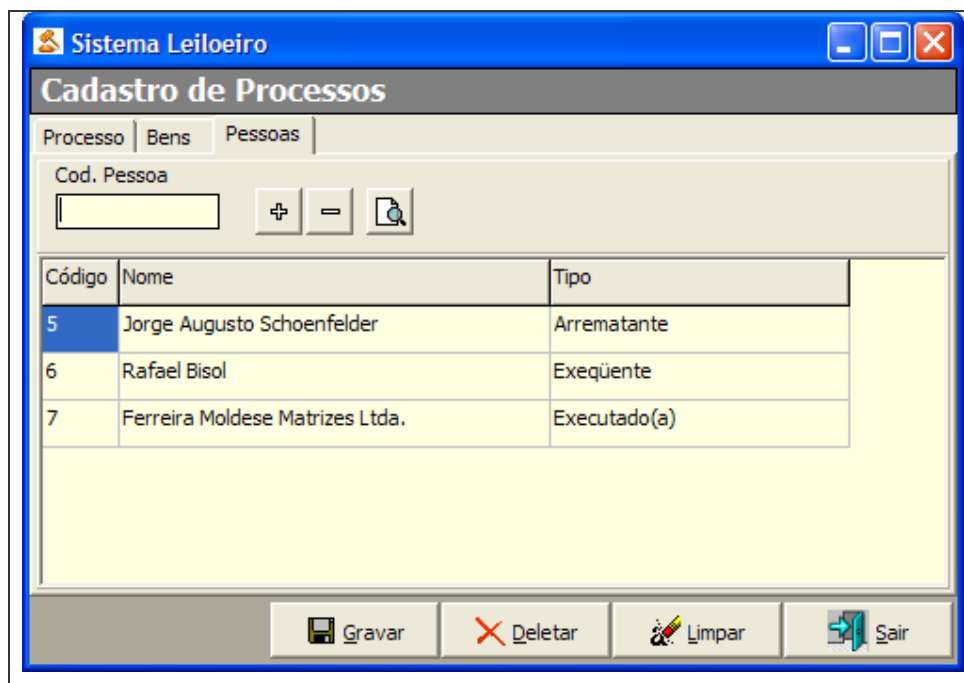 Sistema Leiloeiro
Cadastro de Processos
Processo Bens Pessoas
Cod. Pessoa
Código Nome Tipo
5 Jorge Augusto Schoenfelder Arrematante
6 Rafael Bisol Exeqüente
7 Ferreira Moldese Matrizes Ltda. Executado(a)
Gravar Deletar Limpar Sair